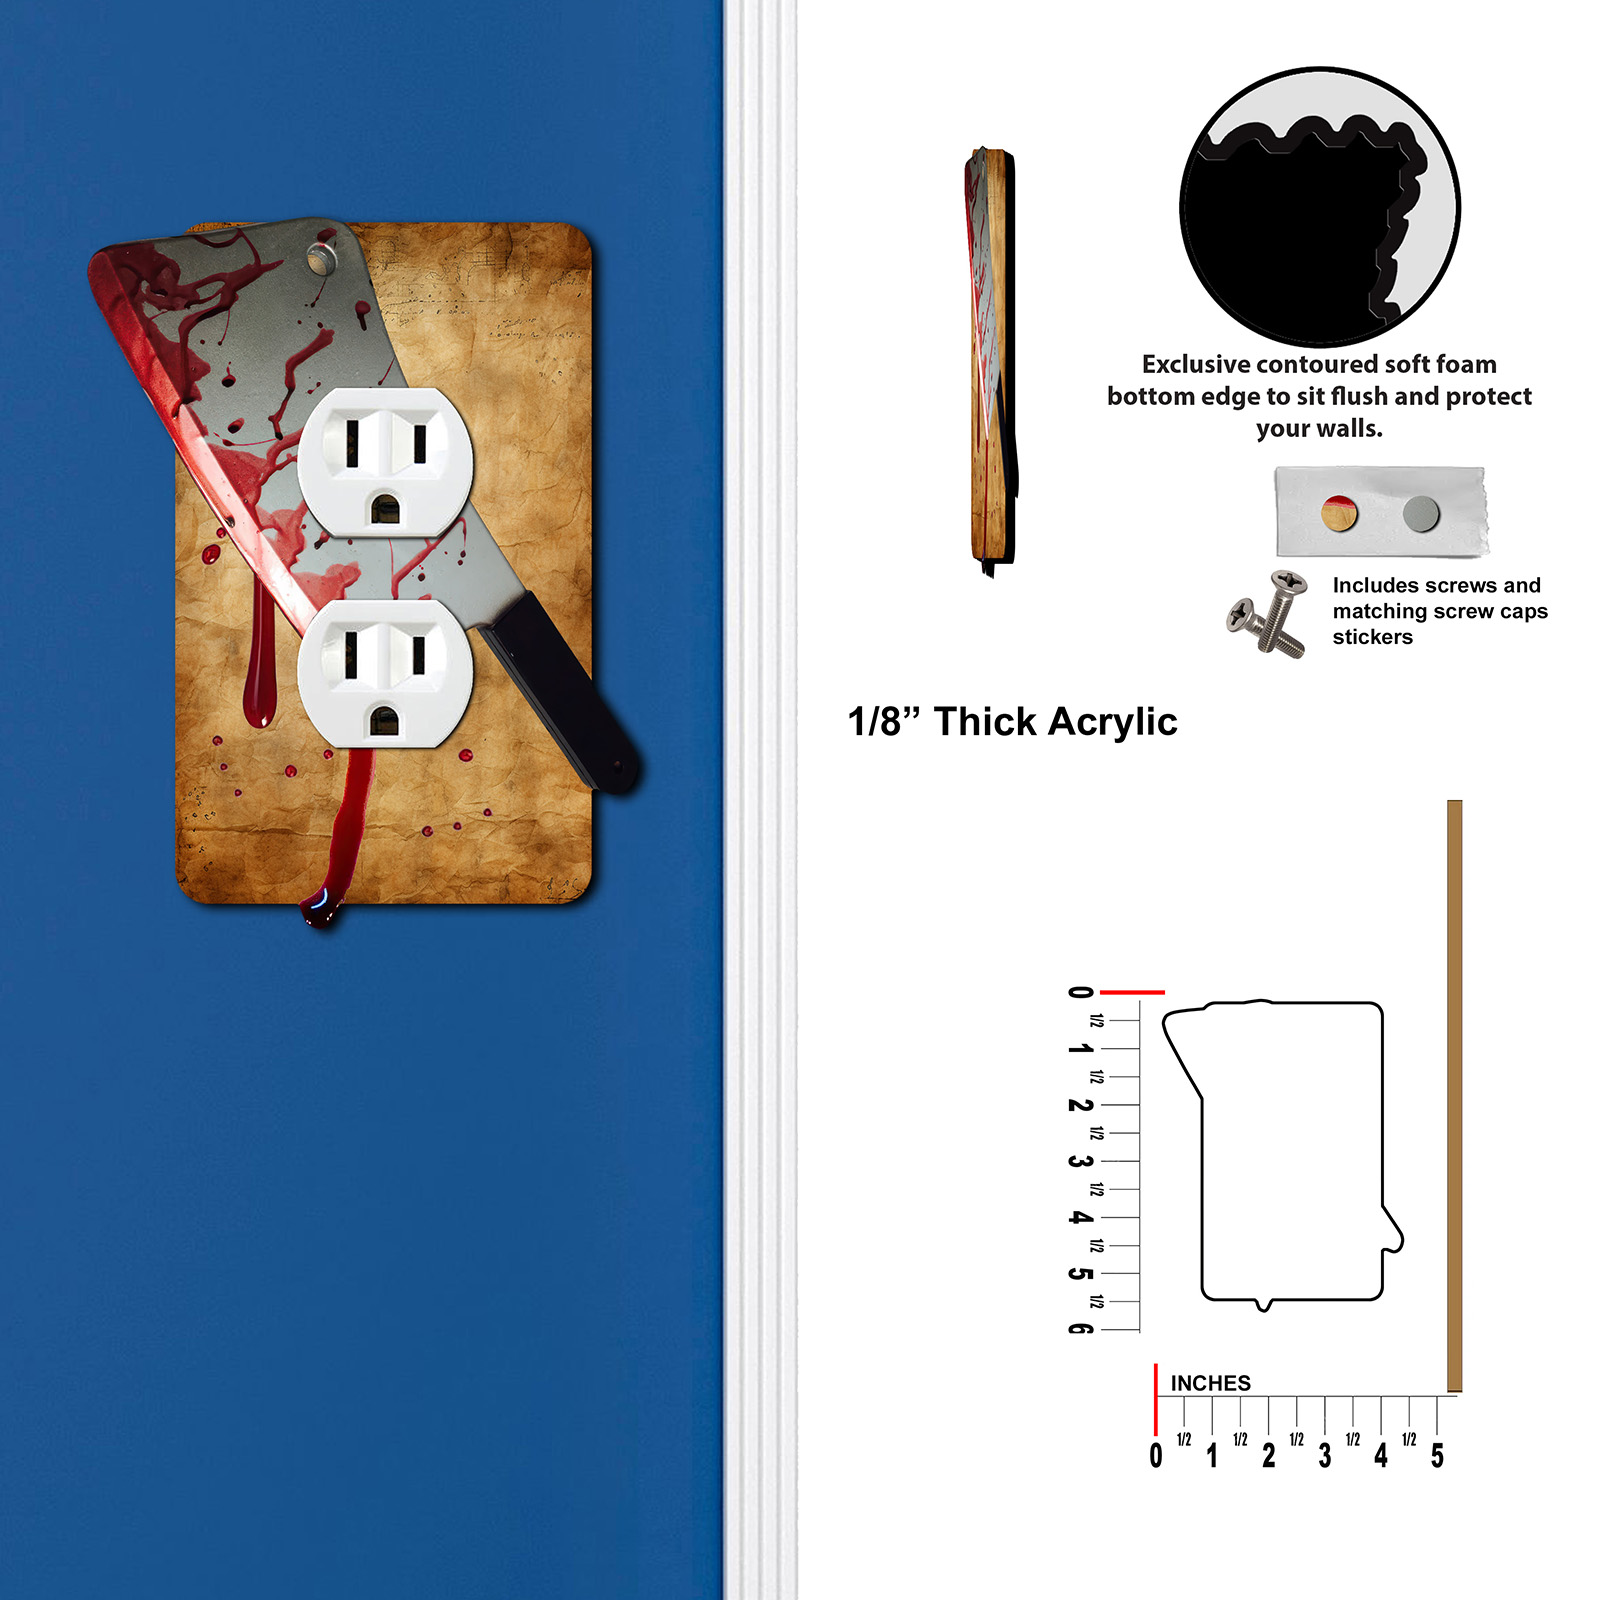 Exclusive contoured soft foam
bottom edge to sit flush and protect
your walls.
Includes screws and
matching screw caps
stickers
1/8” Thick Acrylic
0
1/2
1
1/2
2
1/2
3
1/2
4
1/2
5
1/2
6
INCHES
0 1/2 1 1/2 2 1/2 3 1/2 4 1/2 5